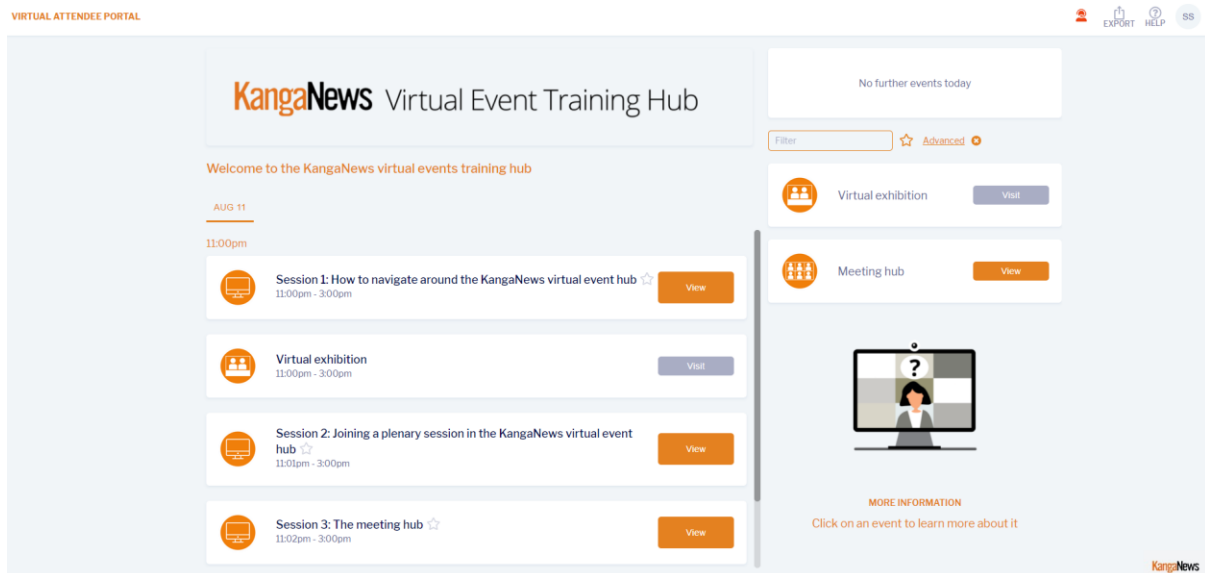 VIRTUAL ATTENDEE PORTAL
EXPORT
HELP
SS
KangaNews Virtual Event Training Hub
Welcome to the KangaNews virtual events training hub
AUG 11
11:00pm
Session 1: How to navigate around the KangaNews virtual event hub
11:00pm - 3:00pm
View
Virtual exhibition
11:00pm - 3:00pm
Visit
Session 2: Joining a plenary session in the KangaNews virtual event
hub
11:01pm - 3:00pm
View
Session 3: The meeting hub
11:02pm - 3:00pm
View
No further events today
Filter
Advanced
Virtual exhibition
Visit
Meeting hub
View
?
MORE INFORMATION
Click on an event to learn more about it
KangaNews